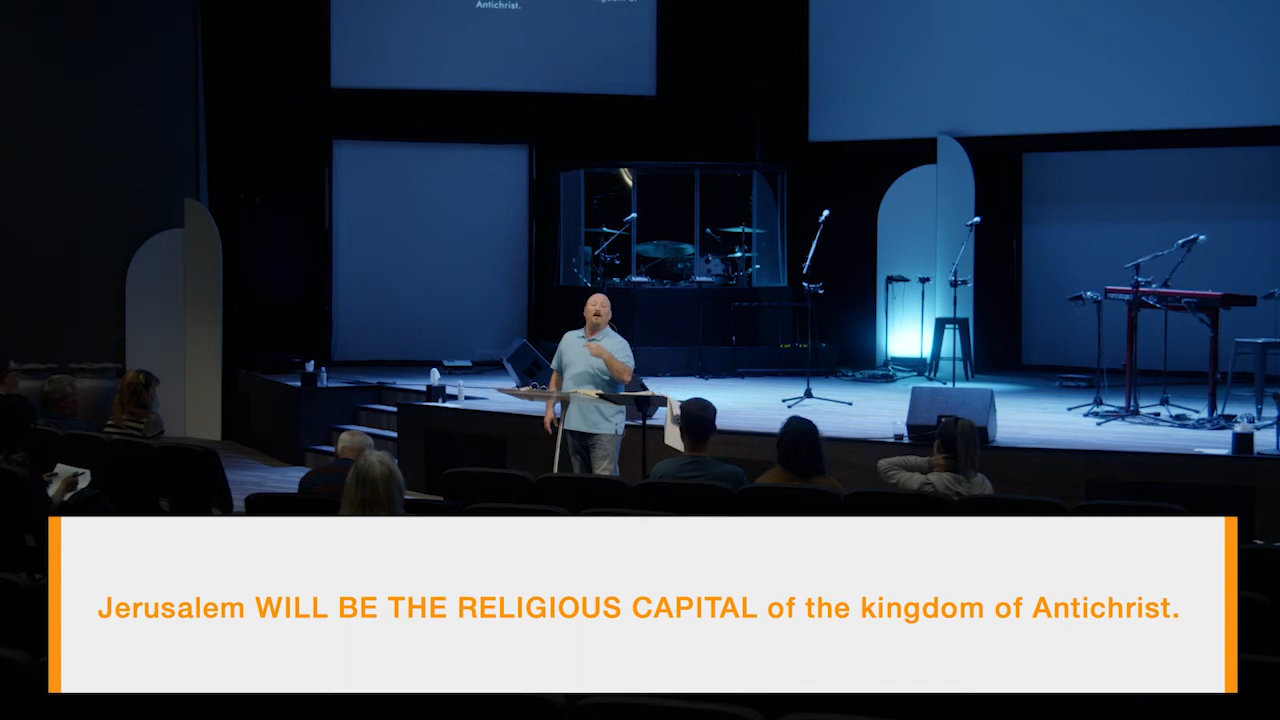 Antichrist.
Jerusalem WILL BE THE RELIGIOUS CAPITAL of the kingdom of Antichrist.